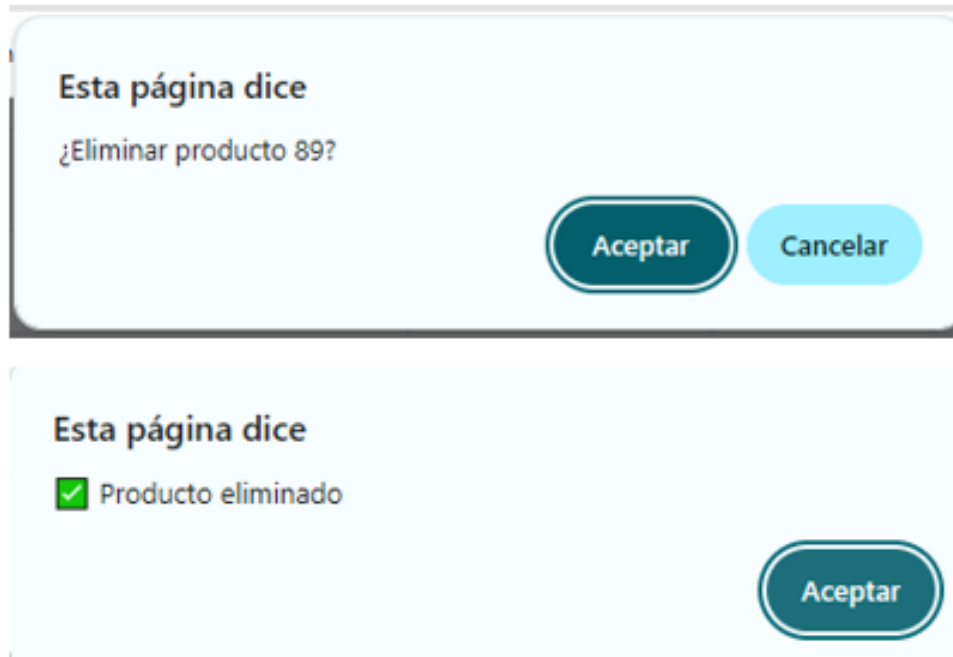 Esta página dice
¿Eliminar producto 89?
Aceptar Cancelar
Esta página dice
✅ Producto eliminado
Aceptar